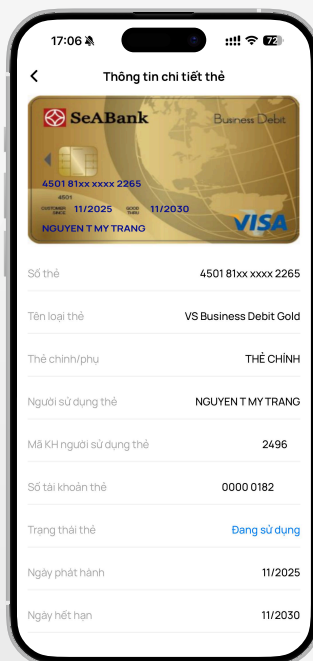 17:06
72
Thông tin chi tiết thẻ
SeABank
Business Debit
4501 81xx xxxx 2265
4501
CUSTOMER SINCE 11/2025 GOOD THRU 11/2030
NGUYEN T MY TRANG
VISA
Số thẻ 4501 81xx xxxx 2265
Tên loại thẻ VS Business Debit Gold
Thẻ chính/phụ THẺ CHÍNH
Người sử dụng thẻ NGUYEN T MY TRANG
Mã KH người sử dụng thẻ 2496
Số tài khoản thẻ 0000 0182
Trạng thái thẻ Đang sử dụng
Ngày phát hành 11/2025
Ngày hết hạn 11/2030